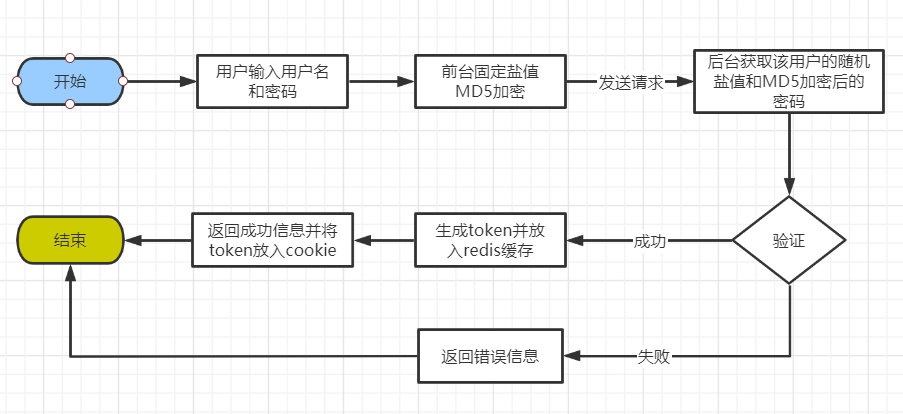 开始
用户输入用户名
和密码
前台固定盐值
MD5加密
发送请求
后台获取该用户的随机
盐值和MD5加密后的
密码
验证
成功
生成token并放
入redis缓存
返回成功信息并将
token放入cookie
结束
失败
返回错误信息